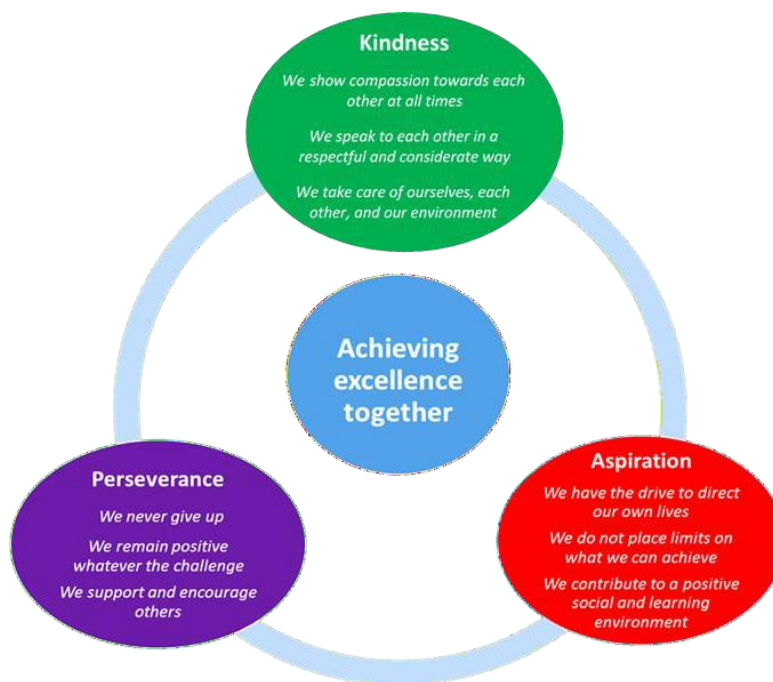 Kindness
We show compassion towards each
other at all times
We speak to each other in a
respectful and considerate way
We take care of ourselves, each
other, and our environment
Achieving
excellence
together
Perseverance
We never give up
We remain positive
whatever the challenge
We support and encourage
others
Aspiration
We have the drive to direct
our own lives
We do not place limits on
what we can achieve
We contribute to a positive
social and learning
environment